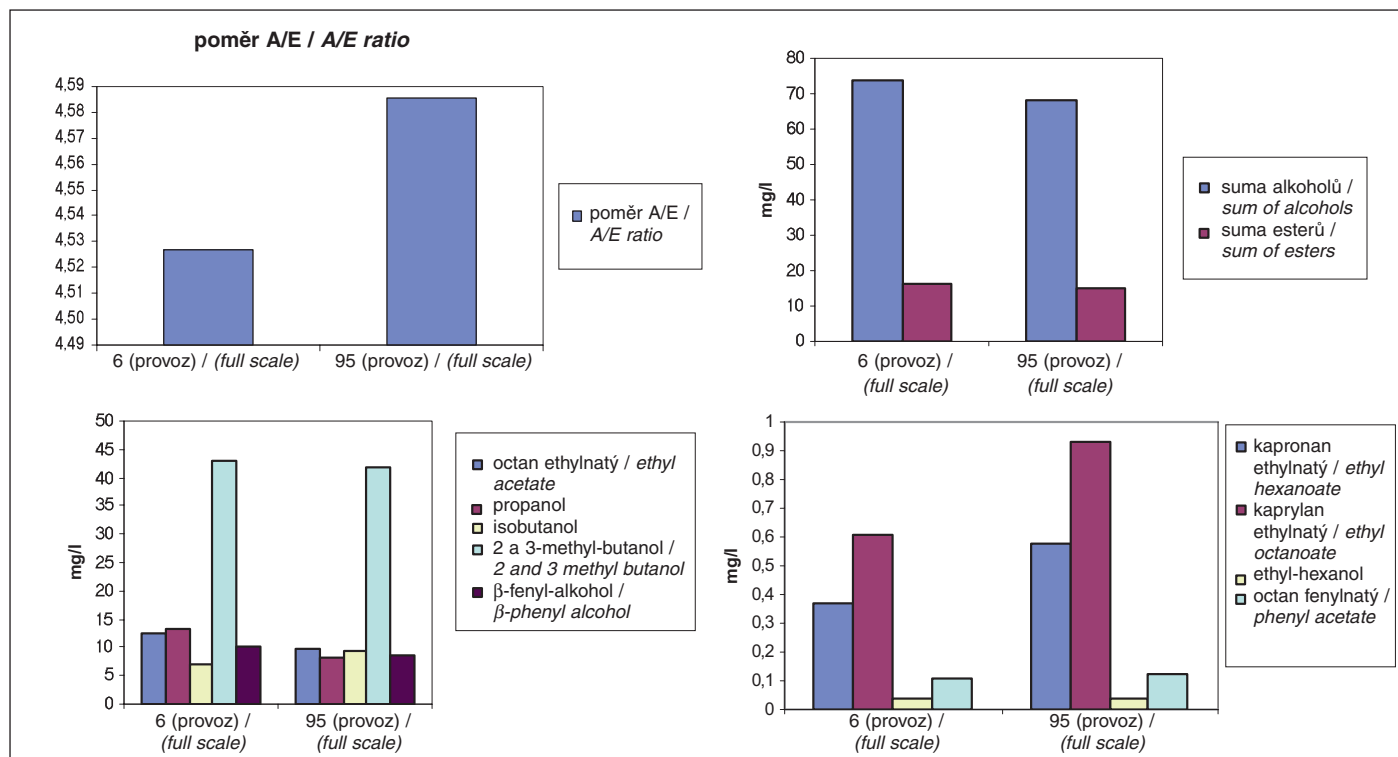 poměr A/E / A/E ratio
4,59
4,58
4,57
4,56
4,55
4,54
4,53
4,52
4,51
4,50
4,49
6 (provoz) / (full scale)
95 (provoz) / (full scale)
poměr A/E /
A/E ratio
mg/l
80
70
60
50
40
30
20
10
0
6 (provoz) /
(full scale)
95 (provoz) /
(full scale)
suma alkoholů /
sum of alcohols
suma esterů /
sum of esters
mg/l
50
45
40
35
30
25
20
15
10
5
0
6 (provoz) /
(full scale)
95 (provoz) /
(full scale)
octan ethylnatý / ethyl
acetate
propanol
isobutanol
2 a 3-methyl-butanol /
2 and 3 methyl butanol
β-fenyl-alkohol /
β-phenyl alcohol
mg/l
1
0,9
0,8
0,7
0,6
0,5
0,4
0,3
0,2
0,1
0
6 (provoz) /
(full scale)
95 (provoz) /
(full scale)
kapronan
ethylnatý / ethyl
hexanoate
kaprylan
ethylnatý / ethyl
octanoate
ethyl-hexanol
octan fenylnatý /
phenyl acetate